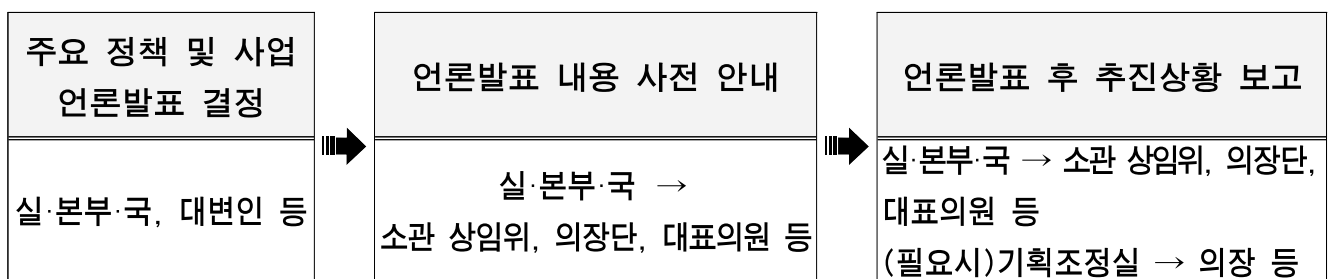 주요 정책 및 사업
언론발표 결정
실·본부·국, 대변인 등
언론발표 내용 사전 안내
실·본부·국 →
소관 상임위, 의장단, 대표의원 등
언론발표 후 추진상황 보고
실·본부·국 → 소관 상임위, 의장단,
대표의원 등
(필요시)기획조정실 → 의장 등